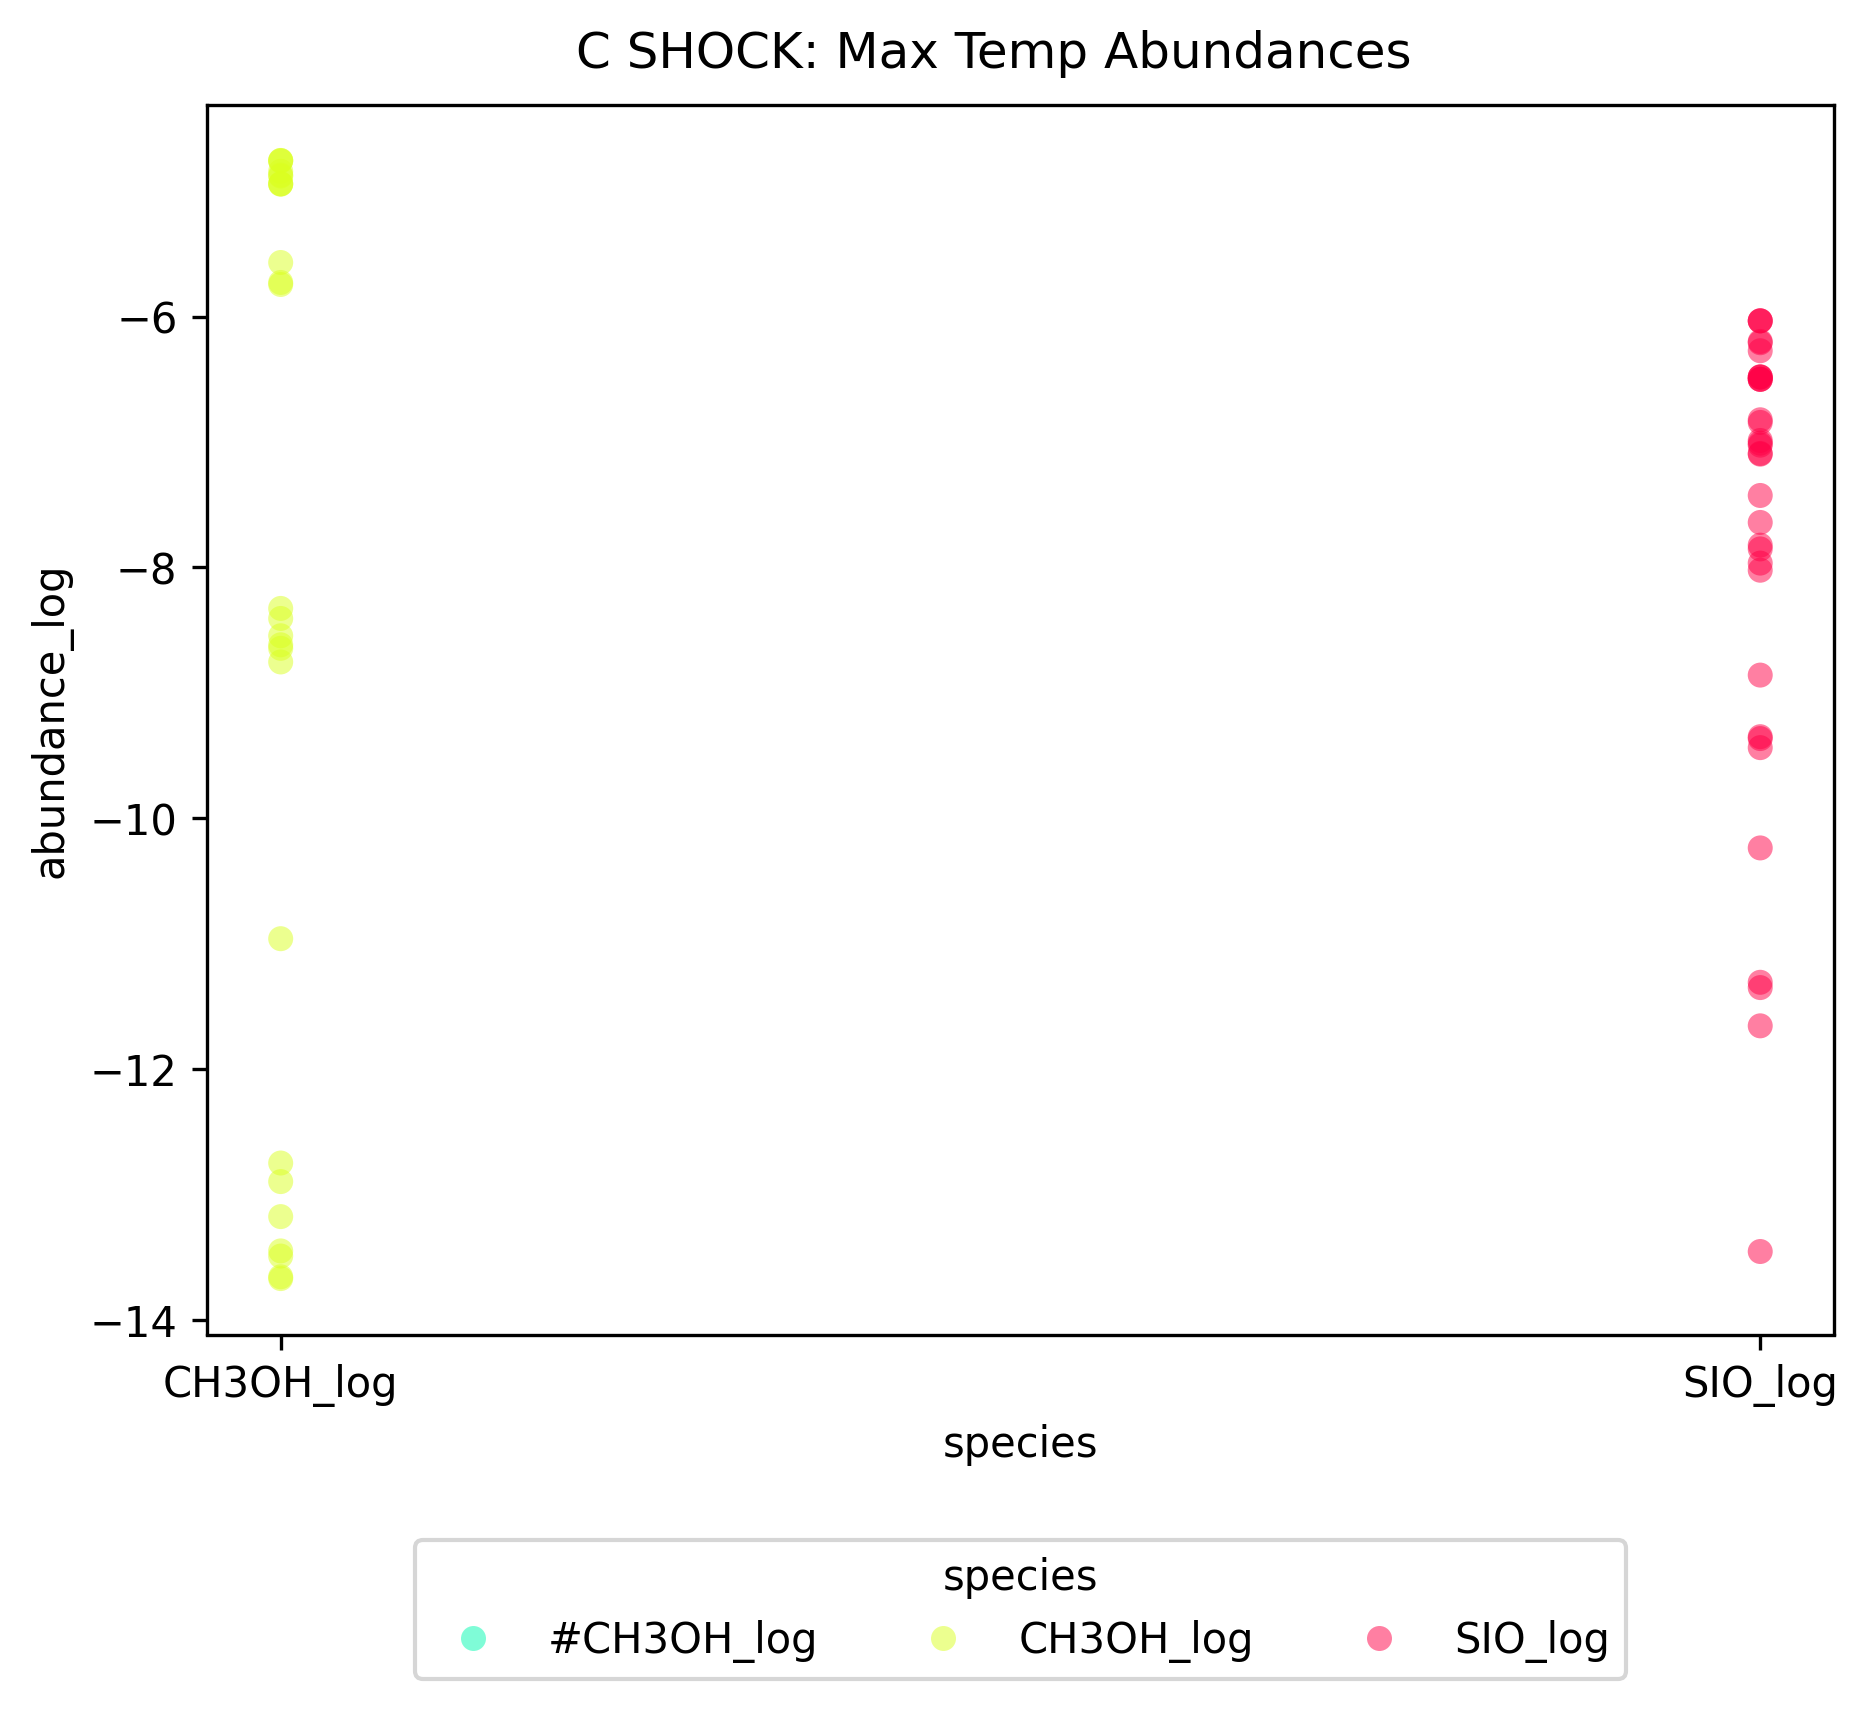 C SHOCK: Max Temp Abundances
abundance_log
−6
−8
−10
−12
−14
CH3OH_log
SIO_log
species
species
#CH3OH_log
CH3OH_log
SIO_log